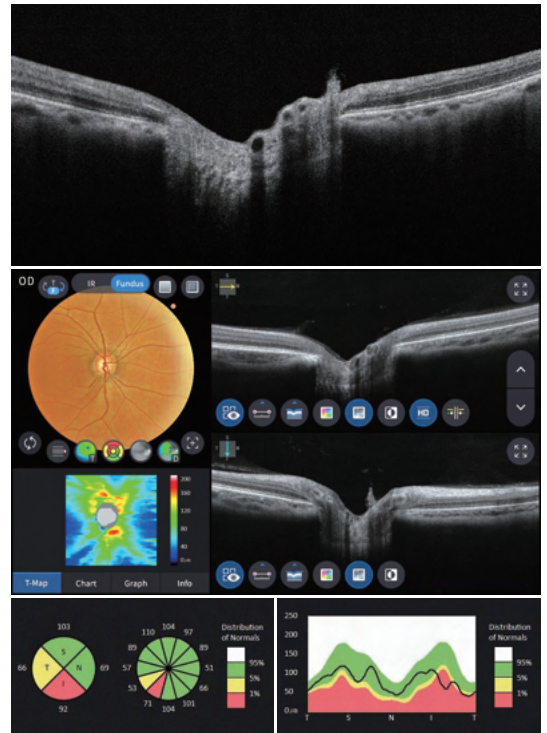 OD
IR Fundus
T
D
HD
200
160
120
80
40
0μm
T-Map Chart Graph Info
103
S
66 T N 69
I
92
104
110 97
89 89
57 51
53 66
71 101
104
Distribution
of Normals
95%
5%
1%
250
200
150
100
50
0μm
T S N I T
Distribution
of Normals
95%
5%
1%